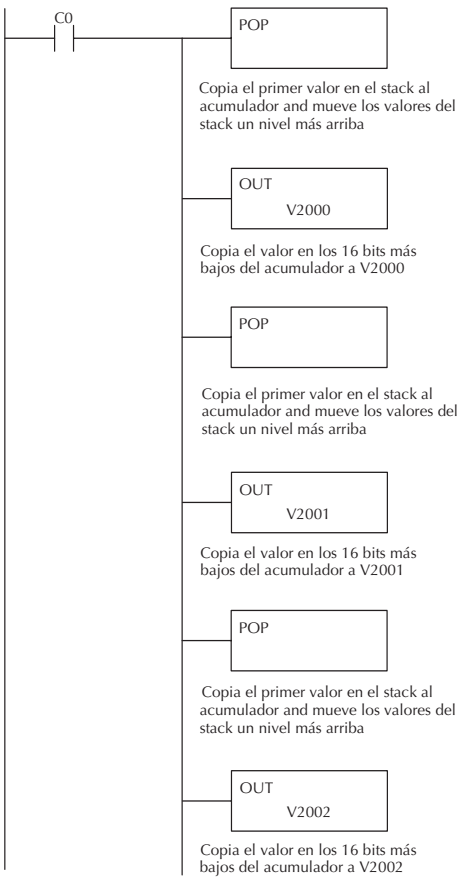 C0
POP
Copia el primer valor en el stack al
acumulador and mueve los valores del
stack un nivel más arriba
OUT
V2000
Copia el valor en los 16 bits más
bajos del acumulador a V2000
POP
Copia el primer valor en el stack al
acumulador and mueve los valores del
stack un nivel más arriba
OUT
V2001
Copia el valor en los 16 bits más
bajos del acumulador a V2001
POP
Copia el primer valor en el stack al
acumulador and mueve los valores del
stack un nivel más arriba
OUT
V2002
Copia el valor en los 16 bits más
bajos del acumulador a V2002